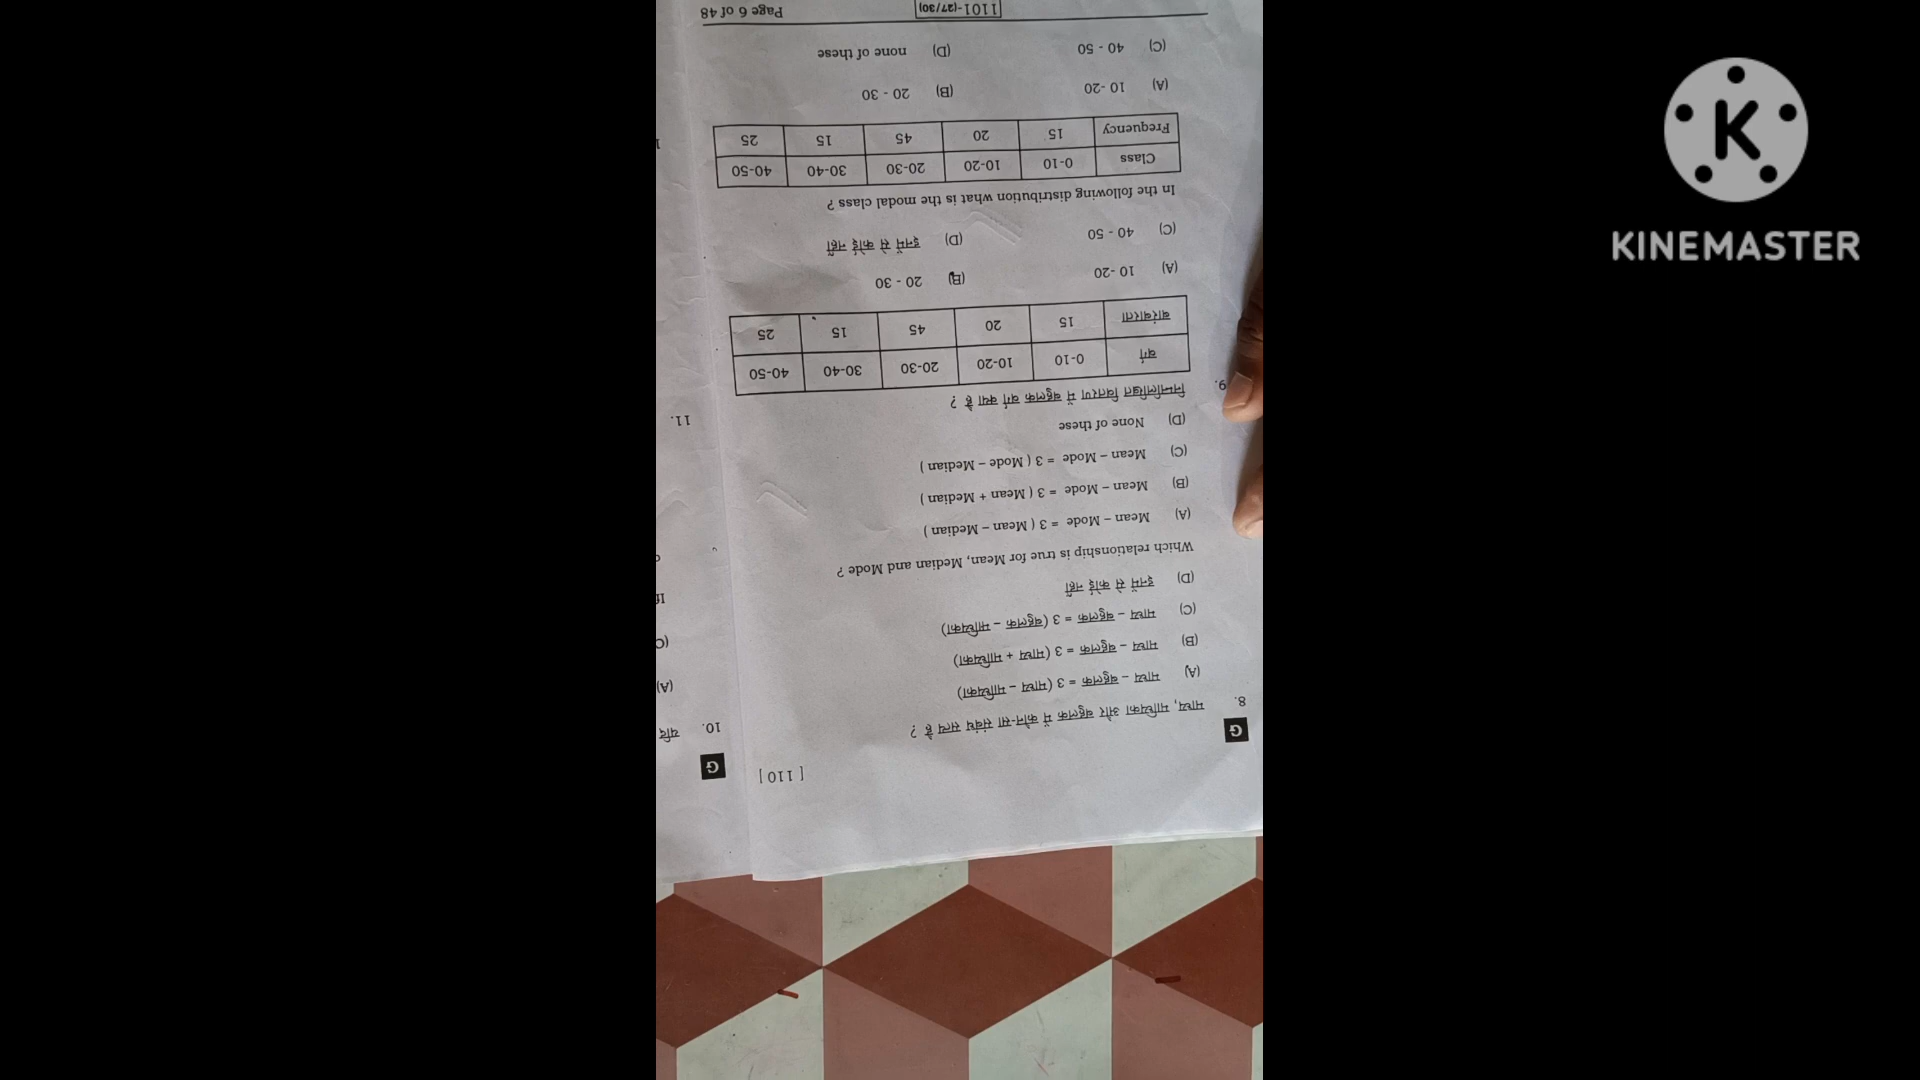 KINEMASTER
[ 110 ]
G
8. माध्य, माध्यिका और बहुलक में कौन-सा संबंध सत्य है ?
(A) माध्य – बहुलक = 3 (माध्य – माध्यिका)
(B) माध्य – बहुलक = 3 (माध्य + माध्यिका)
(C) माध्य – बहुलक = 3 (बहुलक – माध्यिका)
(D) इनमें से कोई नहीं
Which relationship is true for Mean, Median and Mode ?
(A) Mean – Mode = 3 ( Mean – Median )
(B) Mean – Mode = 3 ( Mean + Median )
(C) Mean – Mode = 3 ( Mode – Median )
(D) None of these
9. निम्नलिखित वितरण में बहुलक वर्ग क्या है ?
वर्ग 0-10 10-20 20-30 30-40 40-50
बारंबारता 15 20 45 15 25
(A) 10 -20 (B) 20 - 30
(C) 40 - 50 (D) इनमें से कोई नहीं
In the following distribution what is the modal class ?
Class 0-10 10-20 20-30 30-40 40-50
Frequency 15 20 45 15 25
(A) 10 -20 (B) 20 - 30
(C) 40 - 50 (D) none of these
1101-(27/30)
Page 6 of 48
G
10. यदि
(A)
(C
If
11.